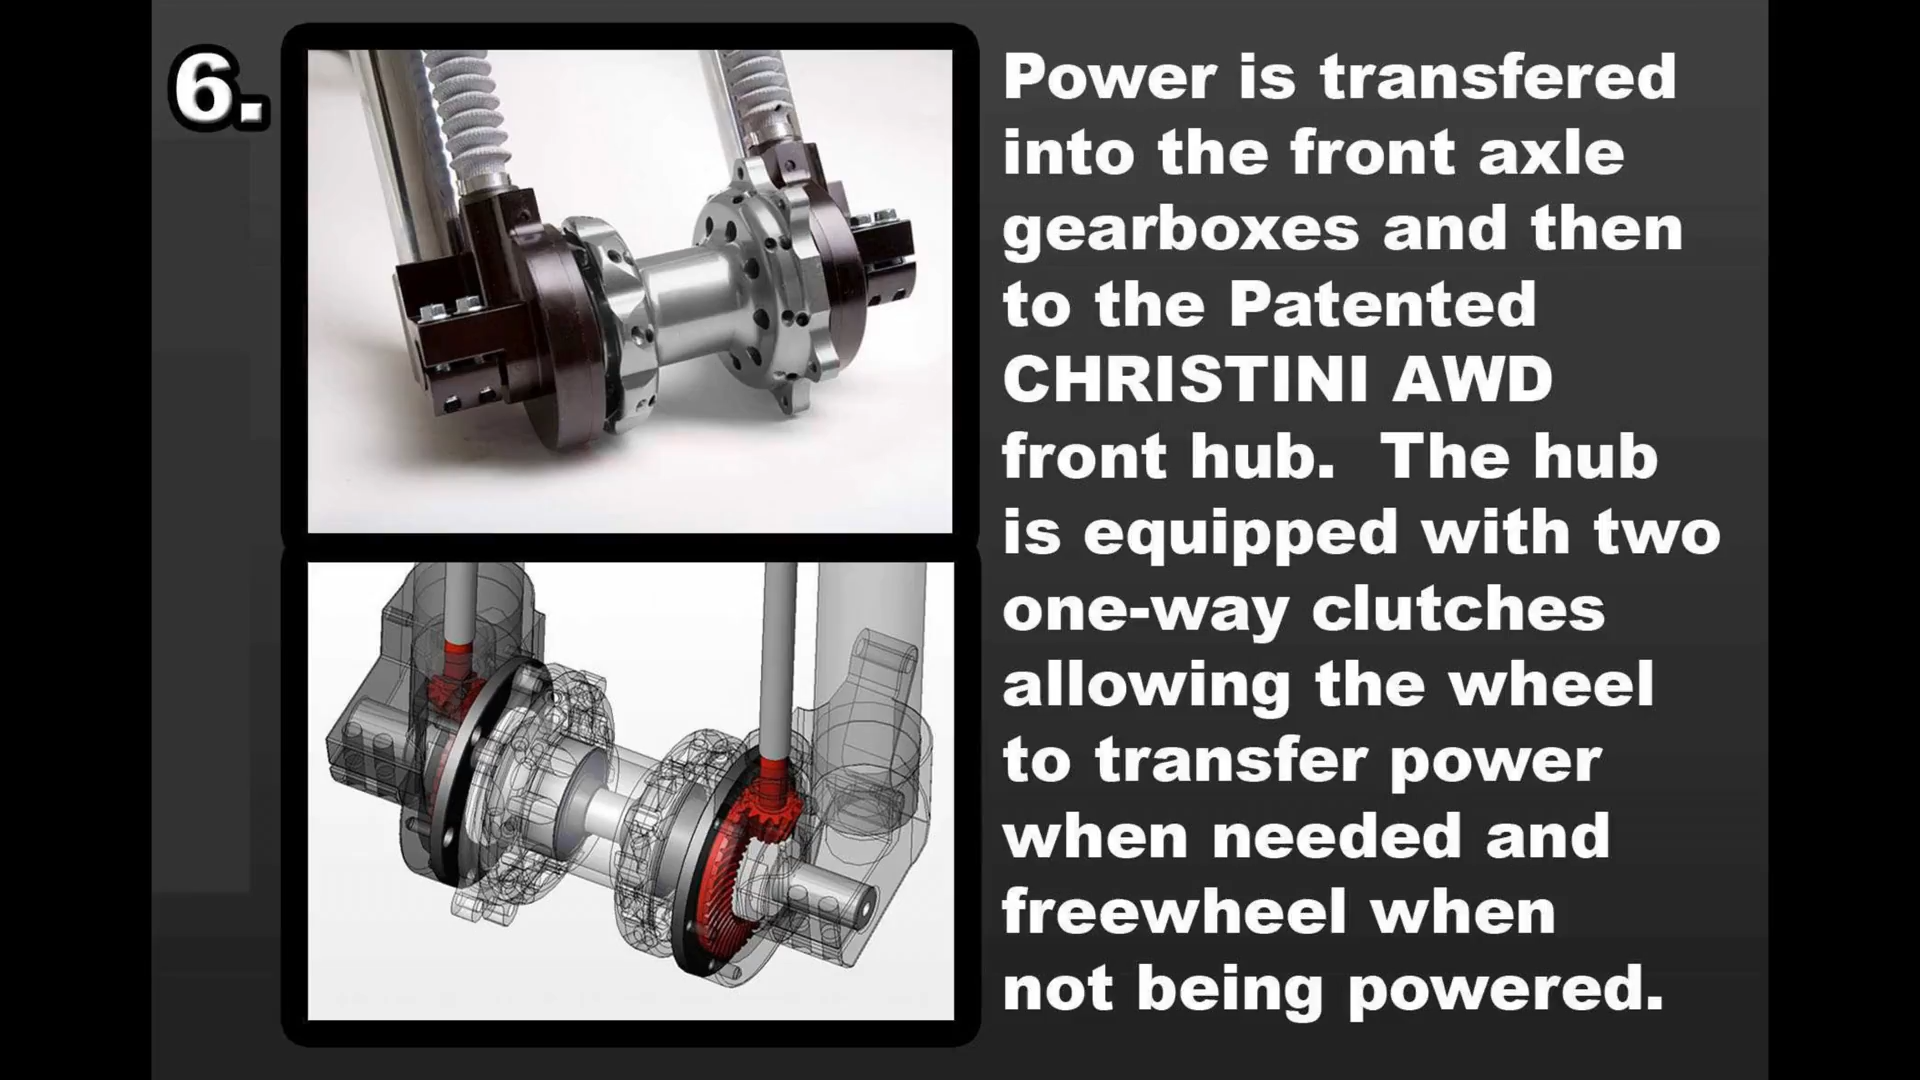 6.
Power is transfered
into the front axle
gearboxes and then
to the Patented
CHRISTINI AWD
front hub.  The hub
is equipped with two
one-way clutches
allowing the wheel
to transfer power
when needed and
freewheel when
not being powered.